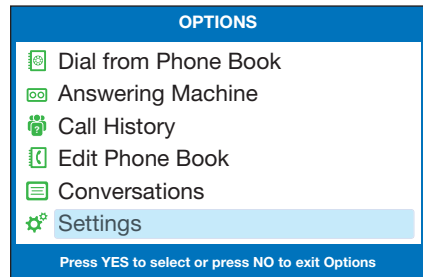 OPTIONS
Dial from Phone Book
Answering Machine
Call History
Edit Phone Book
Conversations
Settings
Press YES to select or press NO to exit Options